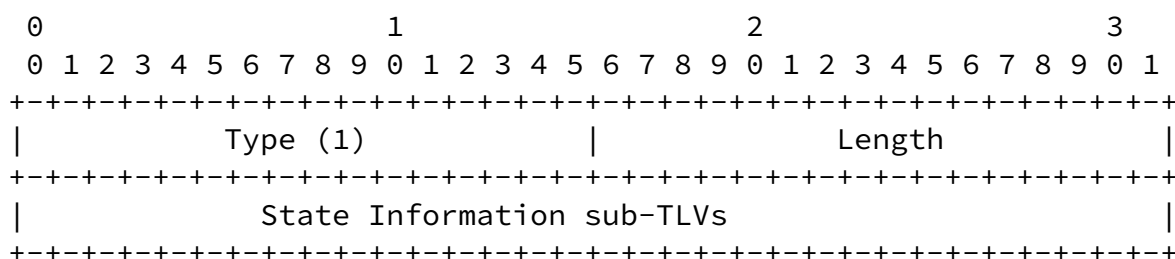 0                   1                   2                   3
 0 1 2 3 4 5 6 7 8 9 0 1 2 3 4 5 6 7 8 9 0 1 2 3 4 5 6 7 8 9 0 1
+-+-+-+-+-+-+-+-+-+-+-+-+-+-+-+-+-+-+-+-+-+-+-+-+-+-+-+-+-+-+-+-+
|           Type (1)            |             Length            |
+-+-+-+-+-+-+-+-+-+-+-+-+-+-+-+-+-+-+-+-+-+-+-+-+-+-+-+-+-+-+-+-+
|             State Information sub-TLVs                        |
+-+-+-+-+-+-+-+-+-+-+-+-+-+-+-+-+-+-+-+-+-+-+-+-+-+-+-+-+-+-+-+-+